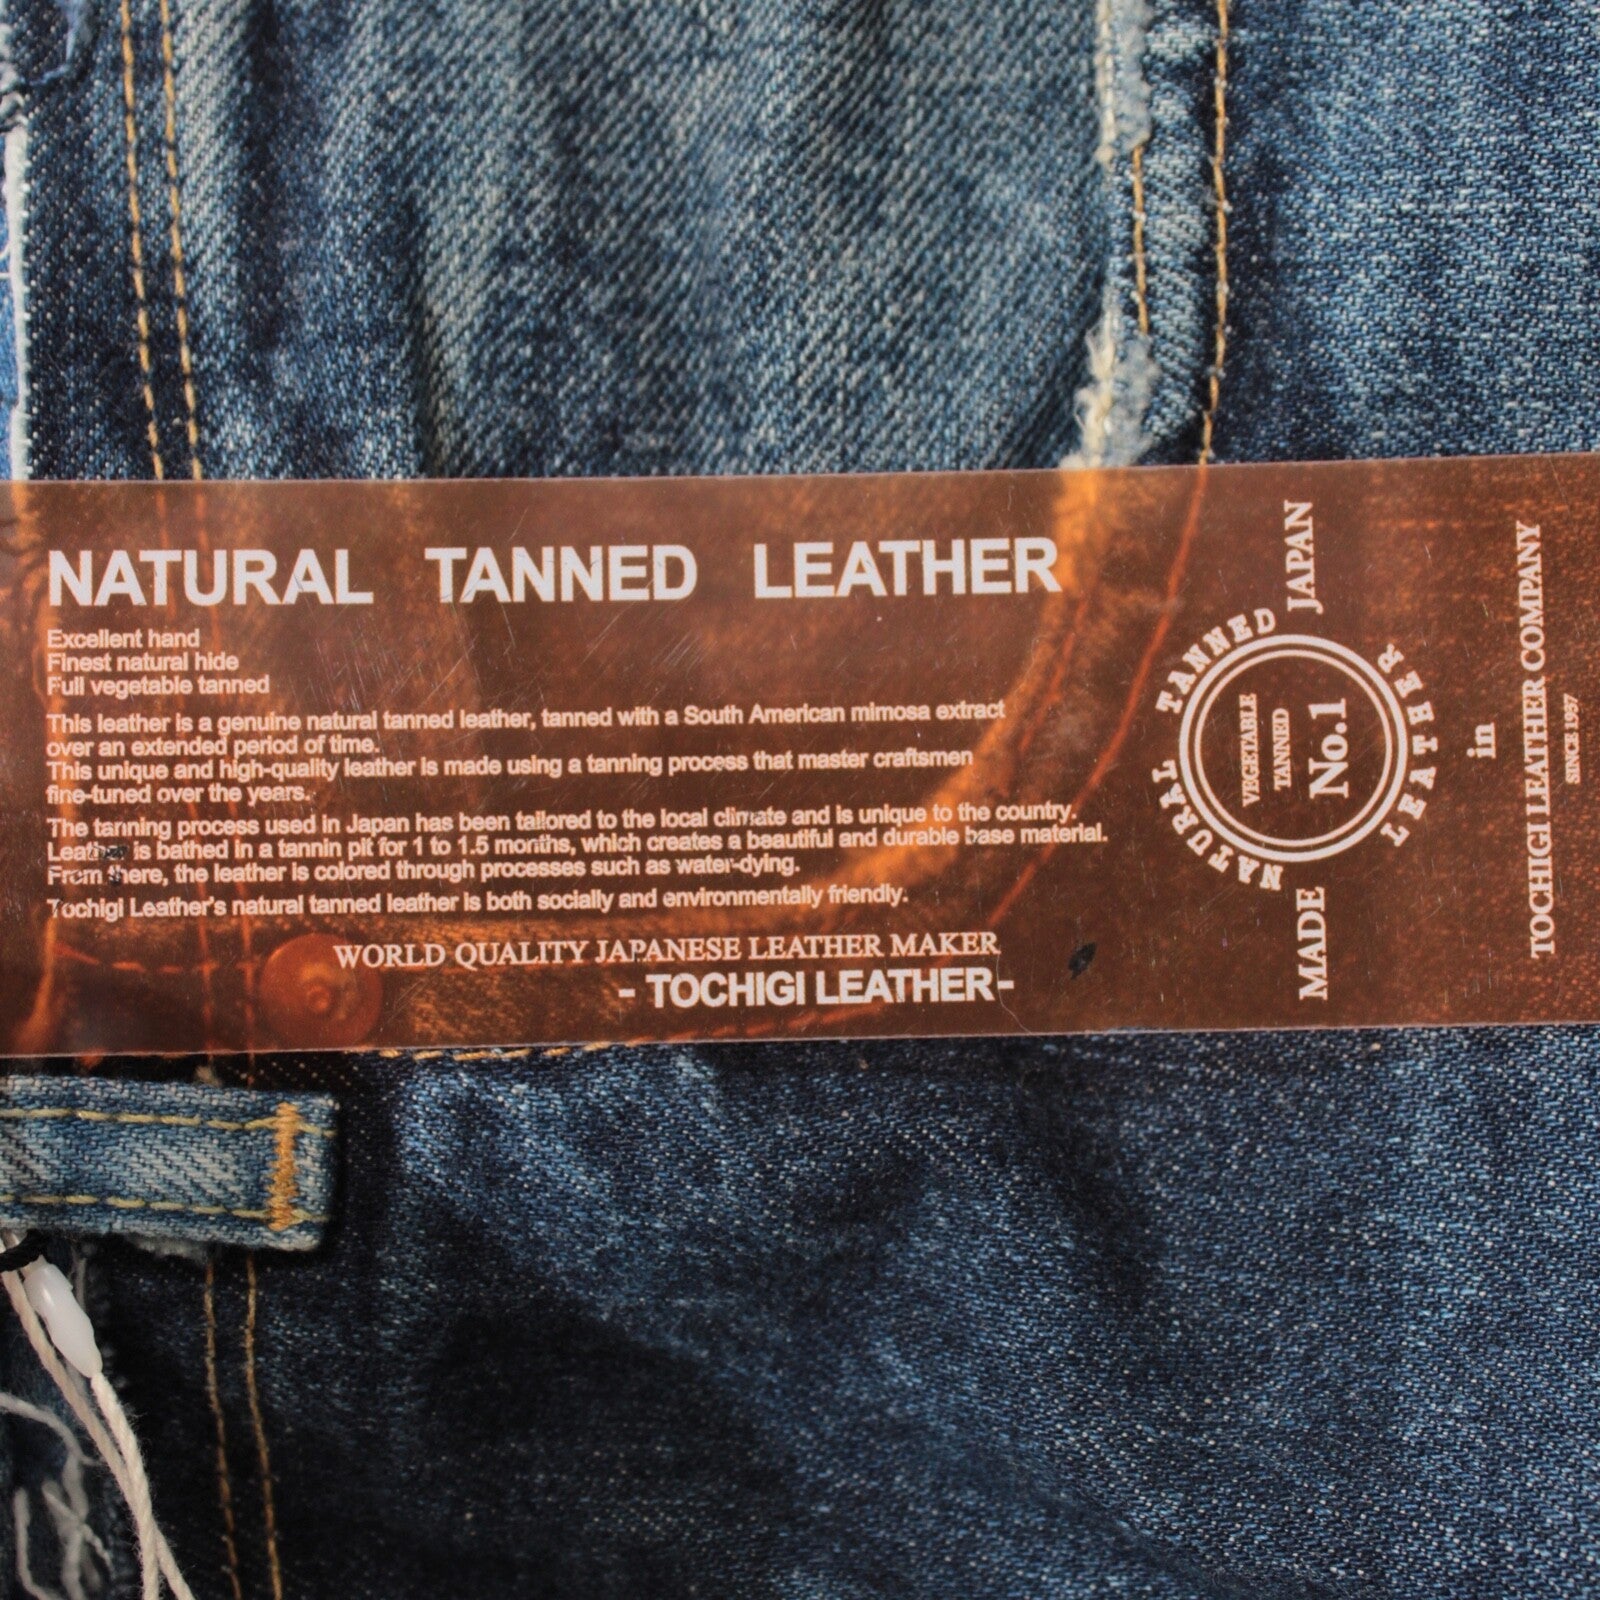 NATURAL TANNED LEATHER
Excellent hand
Finest natural hide
Full vegetable tanned
This leather is a genuine natural tanned leather, tanned with a South American mimosa extract
over an extended period of time.
This unique and high-quality leather is made using a tanning process that master craftsmen
fine-tuned over the years.
The tanning process used in Japan has been tailored to the local climate and is unique to the country.
Leather is bathed in a tannin pit for 1 to 1.5 months, which creates a beautiful and durable base material.
From there, the leather is colored through processes such as water-dying.
Tochigi Leather's natural tanned leather is both socially and environmentally friendly.
WORLD QUALITY JAPANESE LEATHER MAKER
- TOCHIGI LEATHER-
NATURAL TANNED LEATHER
VEGETABLE
TANNED
No.1
MADE in JAPAN
TOCHIGI LEATHER COMPANY
SINCE 1937